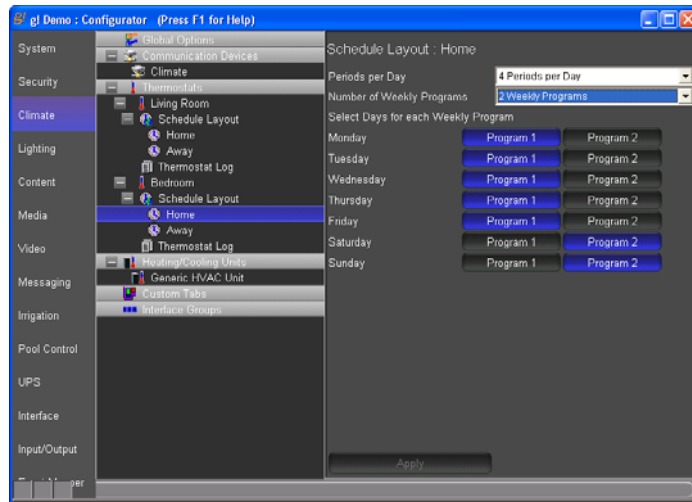 g! gl Demo : Configurator (Press F1 for Help)
System
Security
Climate
Lighting
Content
Media
Video
Messaging
Irrigation
Pool Control
UPS
Interface
Input/Output
Global Options
Communication Devices
Climate
Thermostats
Living Room
Schedule Layout
Home
Away
Thermostat Log
Bedroom
Schedule Layout
Home
Away
Thermostat Log
Heating/Cooling Units
Generic HVAC Unit
Custom Tabs
Interface Groups
Schedule Layout : Home
Periods per Day 4 Periods per Day
Number of Weekly Programs 2 Weekly Programs
Select Days for each Weekly Program
Monday Program 1 Program 2
Tuesday Program 1 Program 2
Wednesday Program 1 Program 2
Thursday Program 1 Program 2
Friday Program 1 Program 2
Saturday Program 1 Program 2
Sunday Program 1 Program 2
Apply